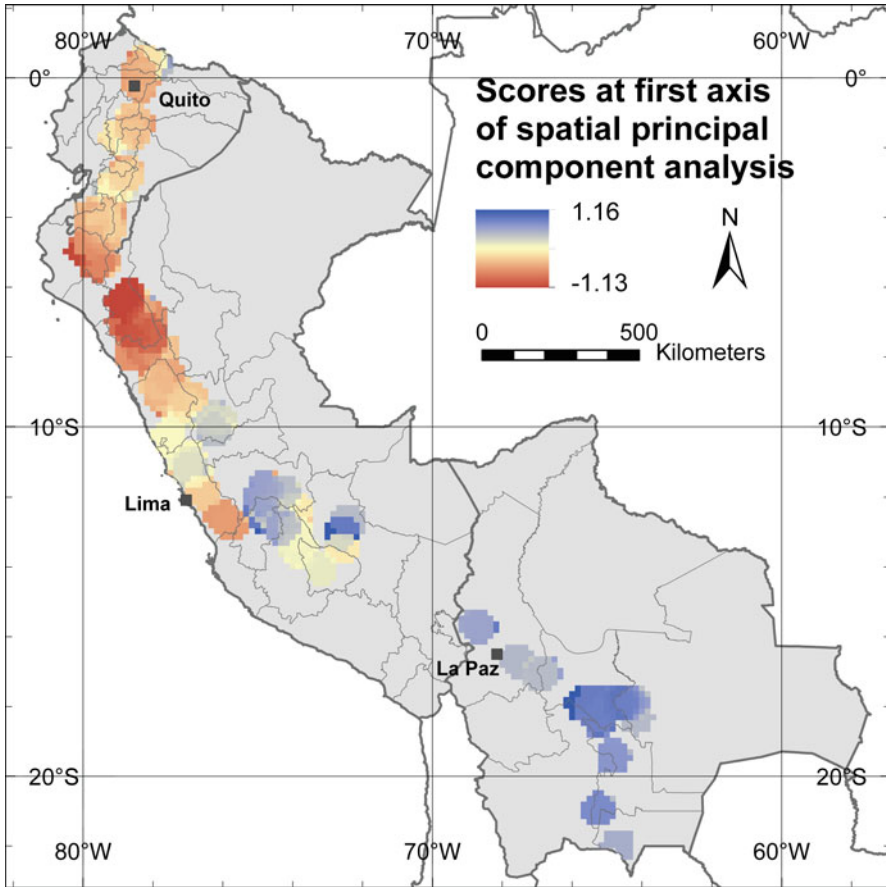 80°W
70°W
60°W
0°
0°
Quito
Scores at first axis
of spatial principal
component analysis
1.16
-1.13
N
0
500
Kilometers
10°S
10°S
Lima
La Paz
20°S
20°S
80°W
70°W
60°W